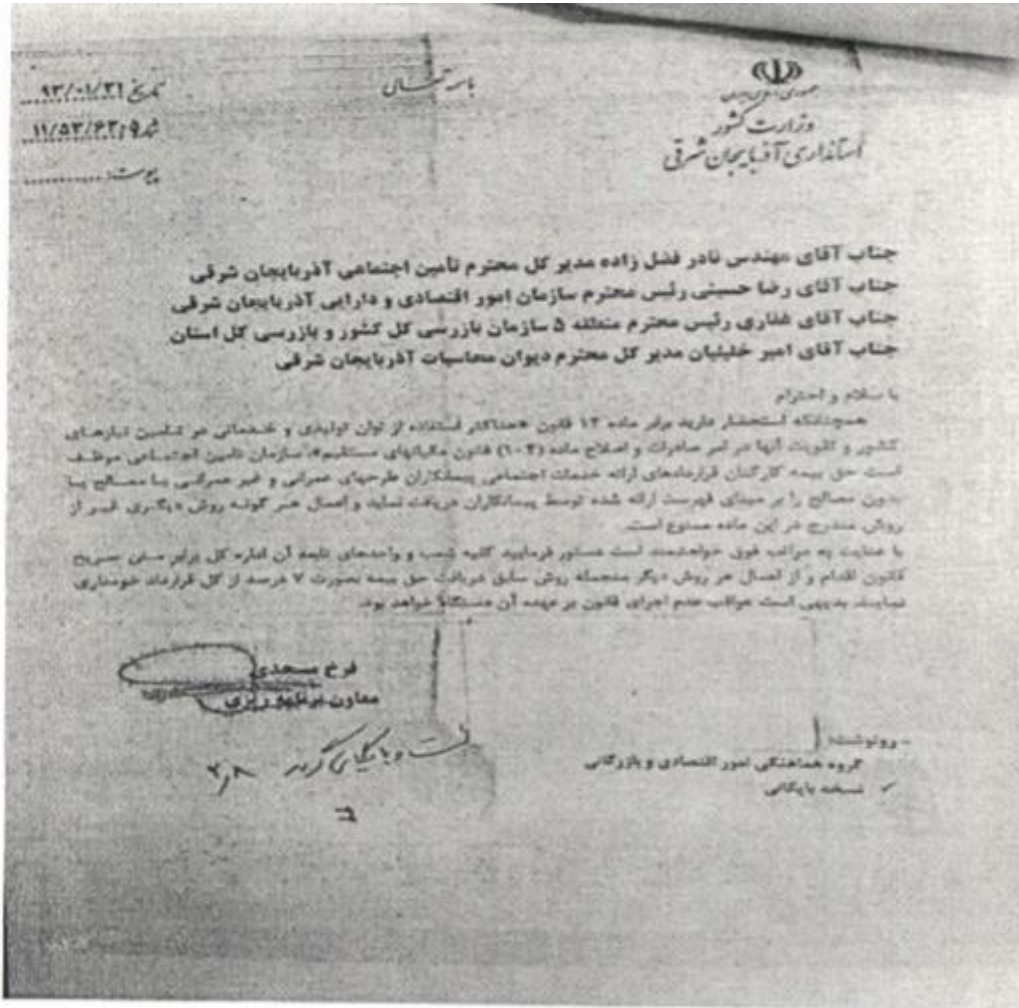 باسمه تعالی
جمهوری اسلامی ایران
وزارت کشور
استانداری آذربایجان شرقی
تاریخ: ۹۳/۰۱/۳۱
شماره: ۱۱/۵۳/۶۳
پیوست: ............
جناب آقای مهندس نادر فضل زاده مدیر کل محترم تأمین اجتماعی آذربایجان شرقی
جناب آقای رضا حسینی رئیس محترم سازمان امور اقتصادی و دارایی آذربایجان شرقی
جناب آقای غفاری رئیس محترم منطقه ۵ سازمان بازرسی کل کشور و بازرسی کل استان
جناب آقای امیر خلیلیان مدیر کل محترم دیوان محاسبات آذربایجان شرقی
با سلام و احترام
همچنانکه استحضار دارید برابر ماده ۱۲ قانون «حداکثر استفاده از توان تولیدی و خدماتی در تأمین نیازهای
کشور و تقویت آنها در امر صادرات و اصلاح ماده (۱۰۴) قانون مالیاتهای مستقیم»، سازمان تأمین اجتماعی موظف
است حق بیمه کارکنان قراردادهای ارائه خدمات اجتماعی پیمانکاران طرحهای عمرانی و غیر عمرانی با مصالح یا
بدون مصالح را بر مبنای فهرست ارائه شده توسط پیمانکاران دریافت نماید و اعمال هر گونه روش دیگری غیر از
روش مندرج در این ماده ممنوع است.
با عنایت به مراتب فوق خواهشمند است دستور فرمایید کلیه شعب و واحدهای تابعه آن اداره کل برابر متن صریح
قانون اقدام و از اعمال هر روش دیگر منجمله روش سابق دریافت حق بیمه بصورت ۷ درصد از کل قرارداد خودداری
نمایند. بدیهی است عواقب عدم اجرای قانون بر عهده آن دستگاه خواهد بود.
فرخ مسجدی
معاون برنامه ریزی
- رونوشت:
گروه هماهنگی امور اقتصادی و بازرگانی
✓ نسخه بایگانی